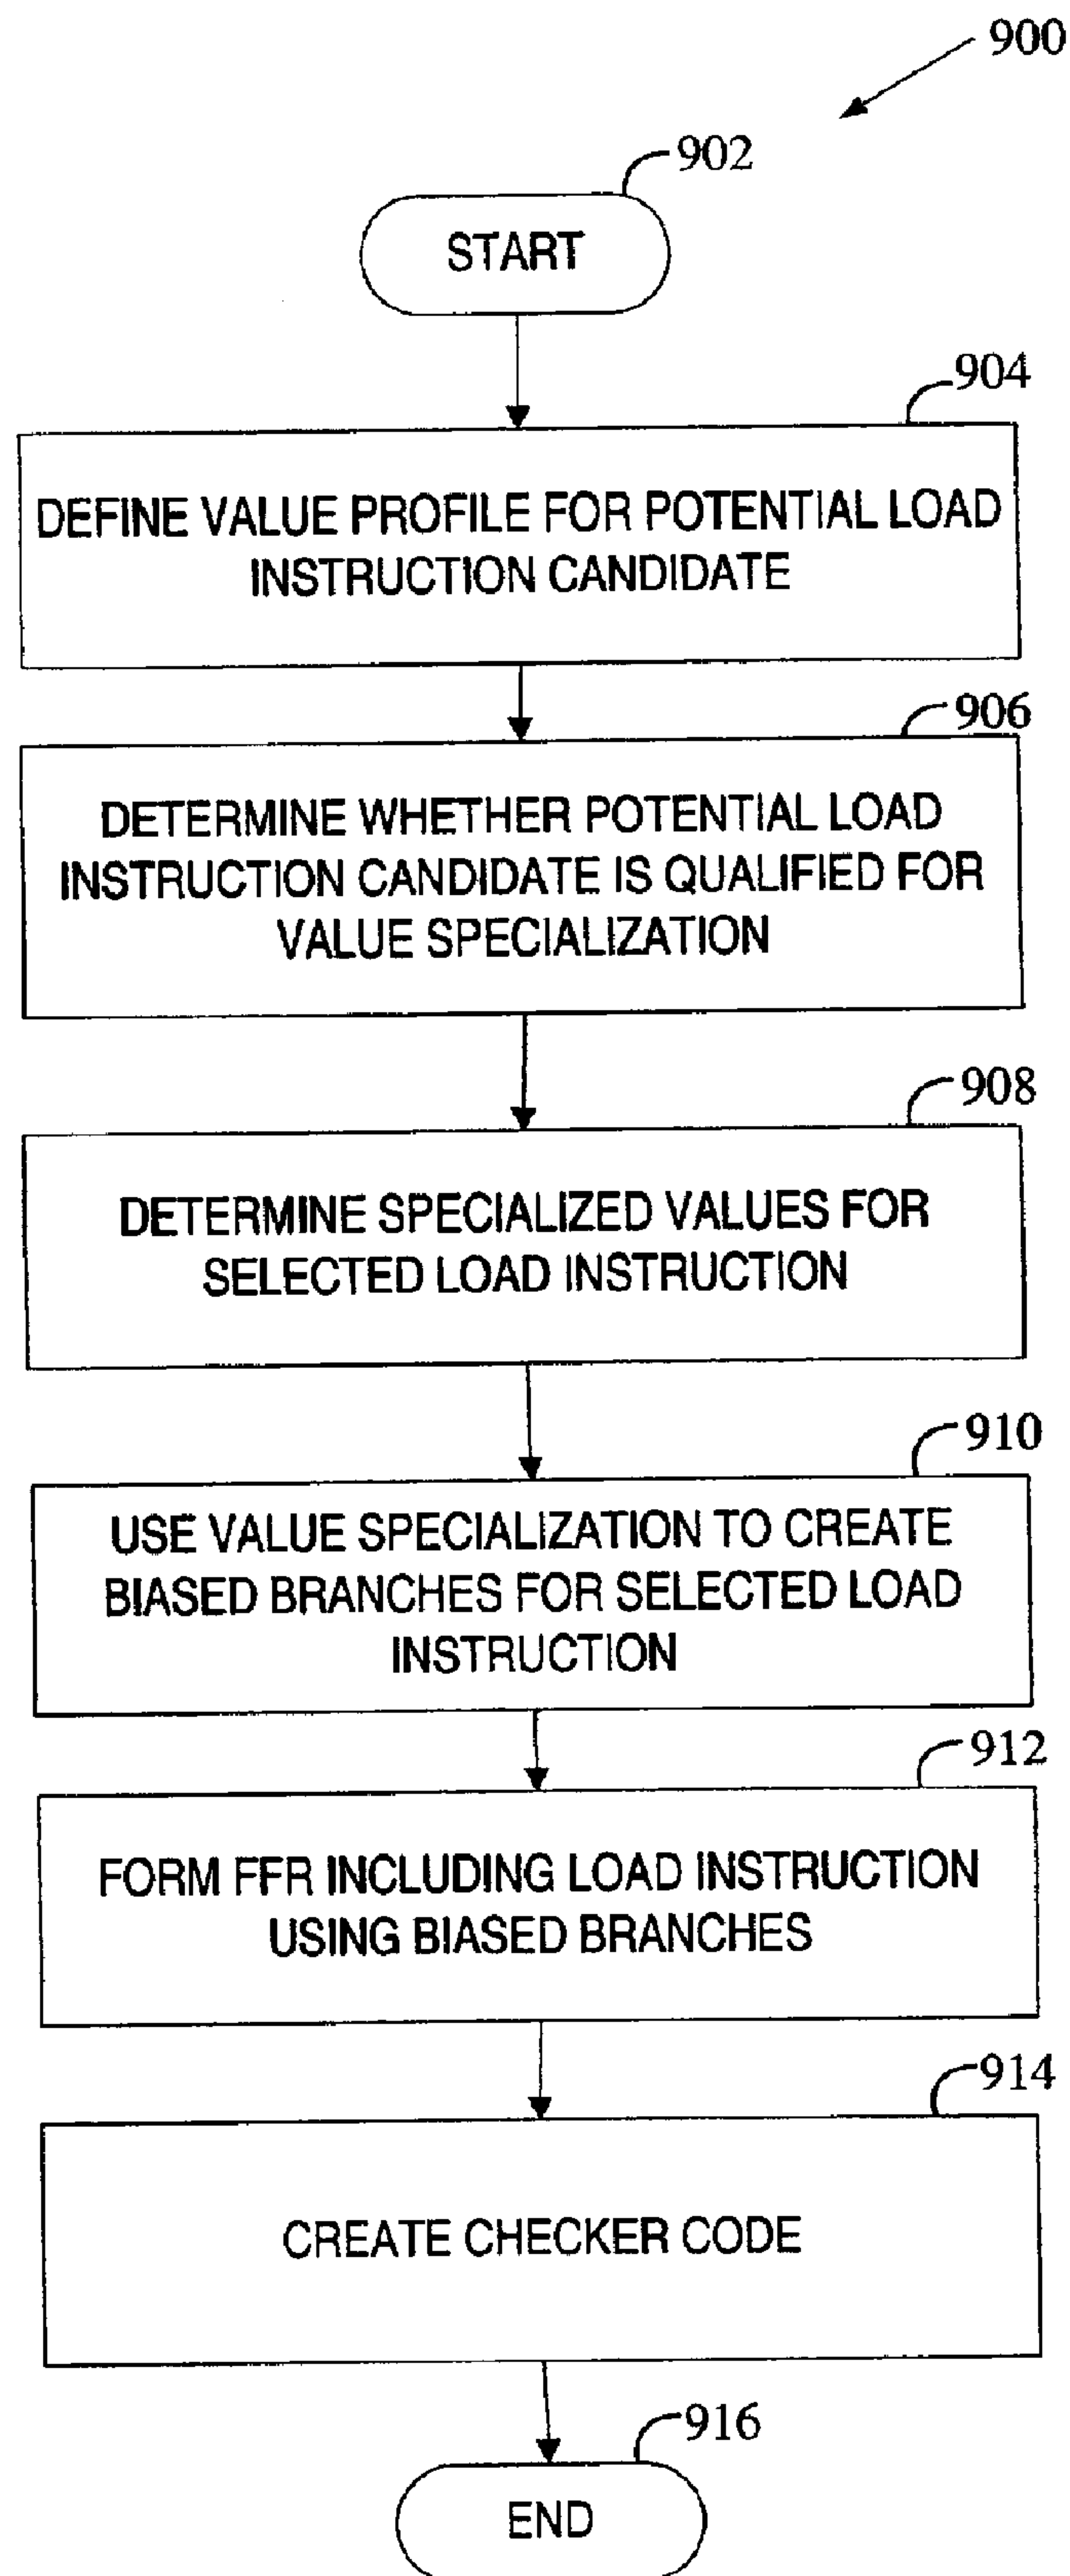 900
902
START
904
DEFINE VALUE PROFILE FOR POTENTIAL LOAD
INSTRUCTION CANDIDATE
906
DETERMINE WHETHER POTENTIAL LOAD
INSTRUCTION CANDIDATE IS QUALIFIED FOR
VALUE SPECIALIZATION
908
DETERMINE SPECIALIZED VALUES FOR
SELECTED LOAD INSTRUCTION
910
USE VALUE SPECIALIZATION TO CREATE
BIASED BRANCHES FOR SELECTED LOAD
INSTRUCTION
912
FORM FFR INCLUDING LOAD INSTRUCTION
USING BIASED BRANCHES
914
CREATE CHECKER CODE
916
END